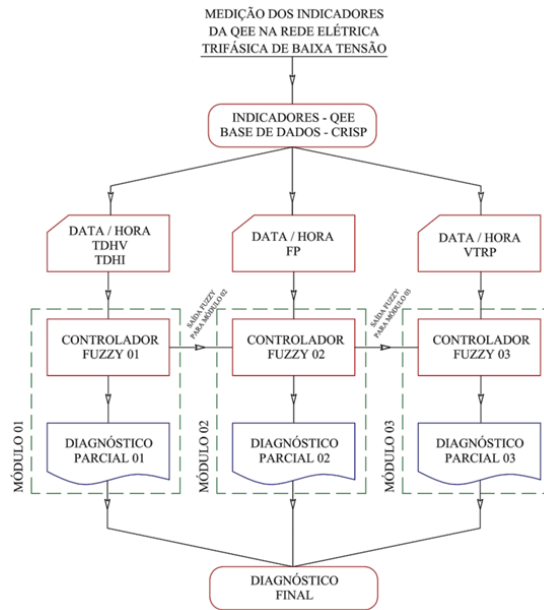 MEDIÇÃO DOS INDICADORES
DA QEE NA REDE ELÉTRICA
TRIFÁSICA DE BAIXA TENSÃO
INDICADORES - QEE
BASE DE DADOS - CRISP
DATA / HORA
TDHV
TDHI
DATA / HORA
FP
DATA / HORA
VTRP
MÓDULO 01
CONTROLADOR
FUZZY 01
SAÍDA FUZZY
PARA MÓDULO 02
MÓDULO 02
CONTROLADOR
FUZZY 02
SAÍDA FUZZY
PARA MÓDULO 03
MÓDULO 03
CONTROLADOR
FUZZY 03
DIAGNÓSTICO
PARCIAL 01
DIAGNÓSTICO
PARCIAL 02
DIAGNÓSTICO
PARCIAL 03
DIAGNÓSTICO
FINAL